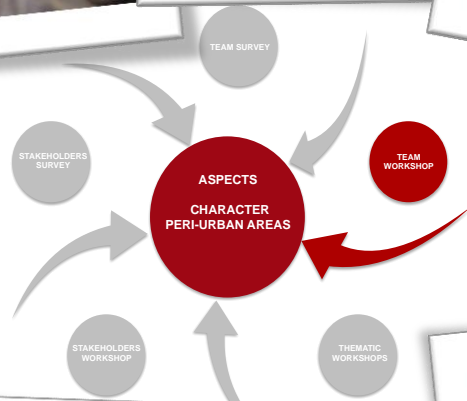 TEAM SURVEY
STAKEHOLDERS
SURVEY
TEAM
WORKSHOP
ASPECTS
CHARACTER
PERI-URBAN AREAS
STAKEHOLDERS
WORKSHOP
THEMATIC
WORKSHOPS